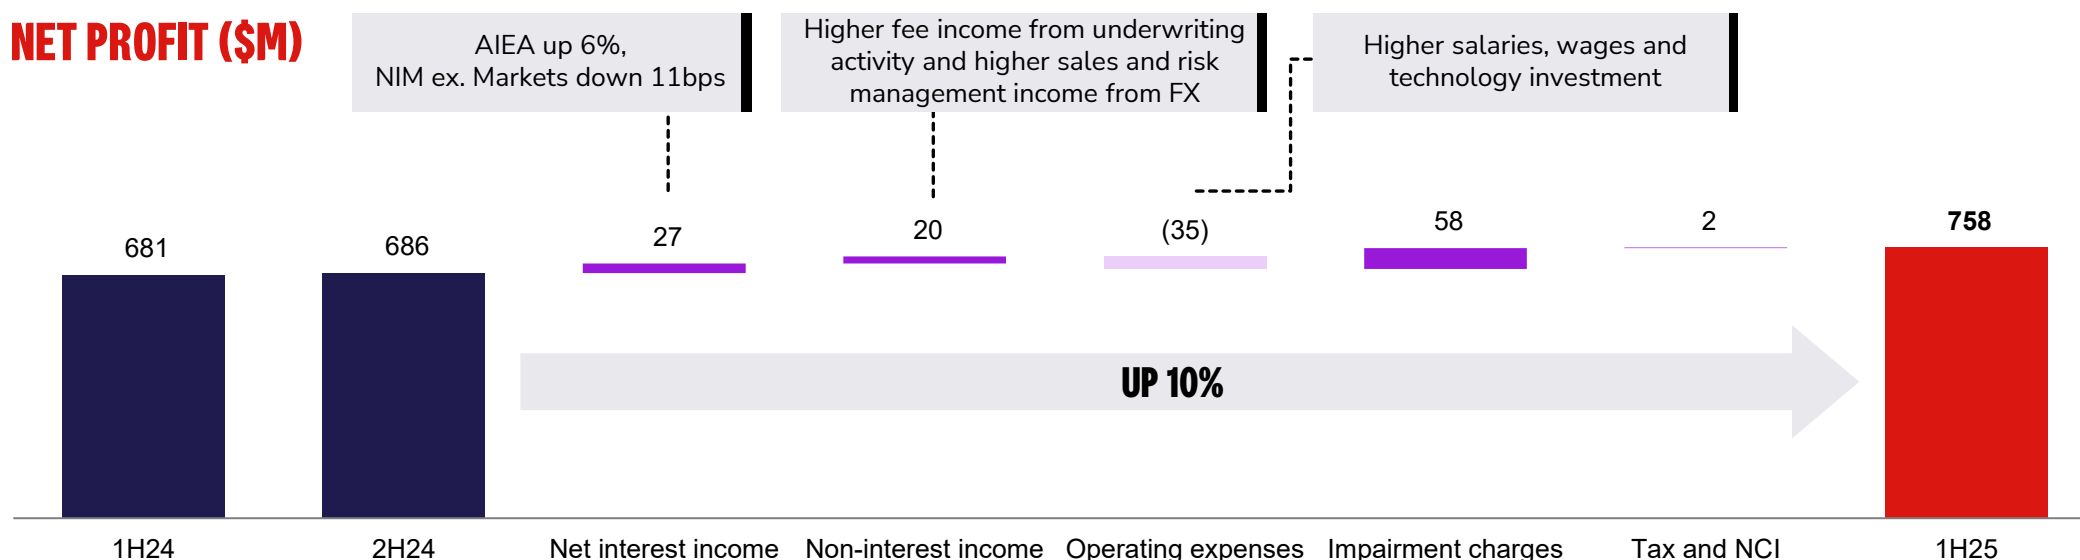 NET PROFIT ($M)
AIEA up 6%,
NIM ex. Markets down 11bps
Higher fee income from underwriting
activity and higher sales and risk
management income from FX
Higher salaries, wages and
technology investment
681
686
27
20
(35)
58
2
758
UP 10%
1H24
2H24
Net interest income
Non-interest income
Operating expenses
Impairment charges
Tax and NCI
1H25